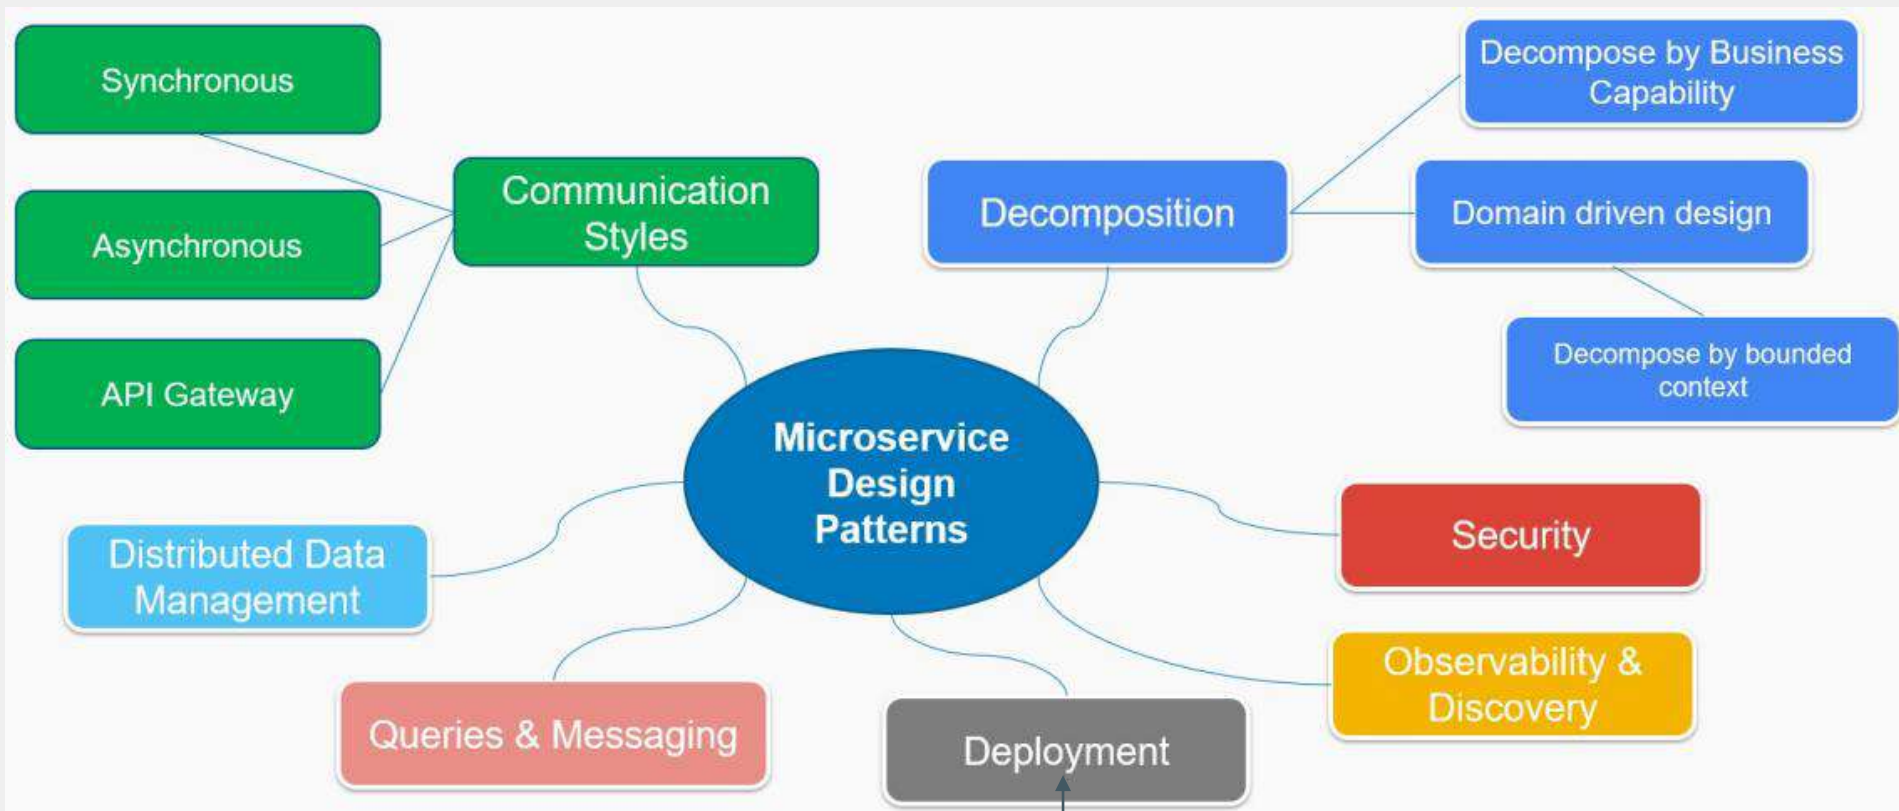 Synchronous
Asynchronous
API Gateway
Communication
Styles
Decomposition
Decompose by Business
Capability
Domain driven design
Decompose by bounded
context
Microservice
Design
Patterns
Distributed Data
Management
Queries & Messaging
Deployment
Security
Observability &
Discovery